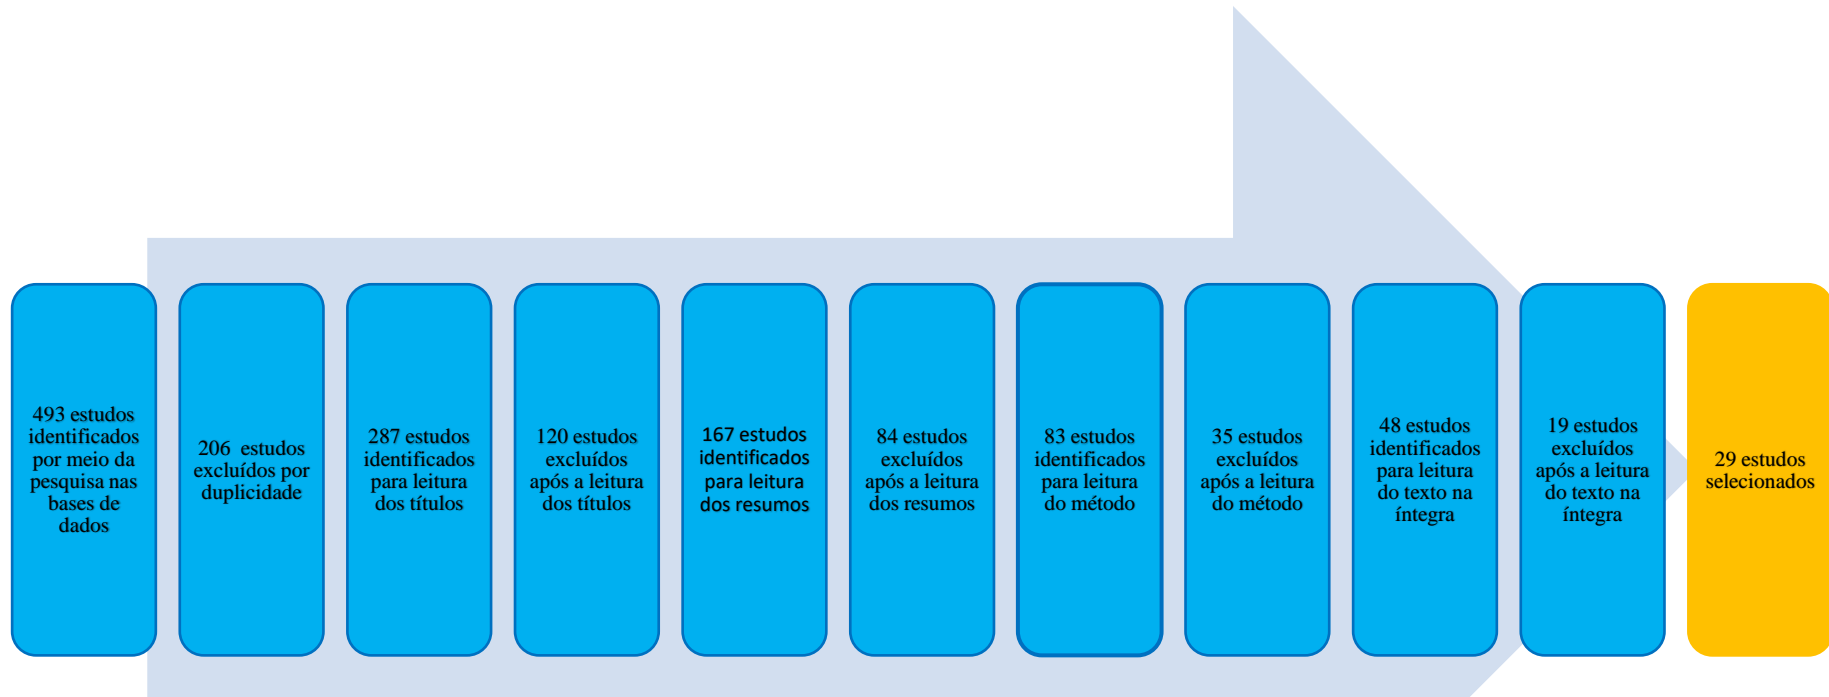 493 estudos
identificados
por meio da
pesquisa nas
bases de
dados
206 estudos
excluídos por
duplicidade
287 estudos
identificados
para leitura
dos títulos
120 estudos
excluídos
após a leitura
dos títulos
167 estudos
identificados
para leitura
dos resumos
84 estudos
excluídos
após a leitura
dos resumos
83 estudos
identificados
para leitura
do método
35 estudos
excluídos
após a leitura
do método
48 estudos
identificados
para leitura
do texto na
íntegra
19 estudos
excluídos
após a leitura
do texto na
íntegra
29 estudos
selecionados